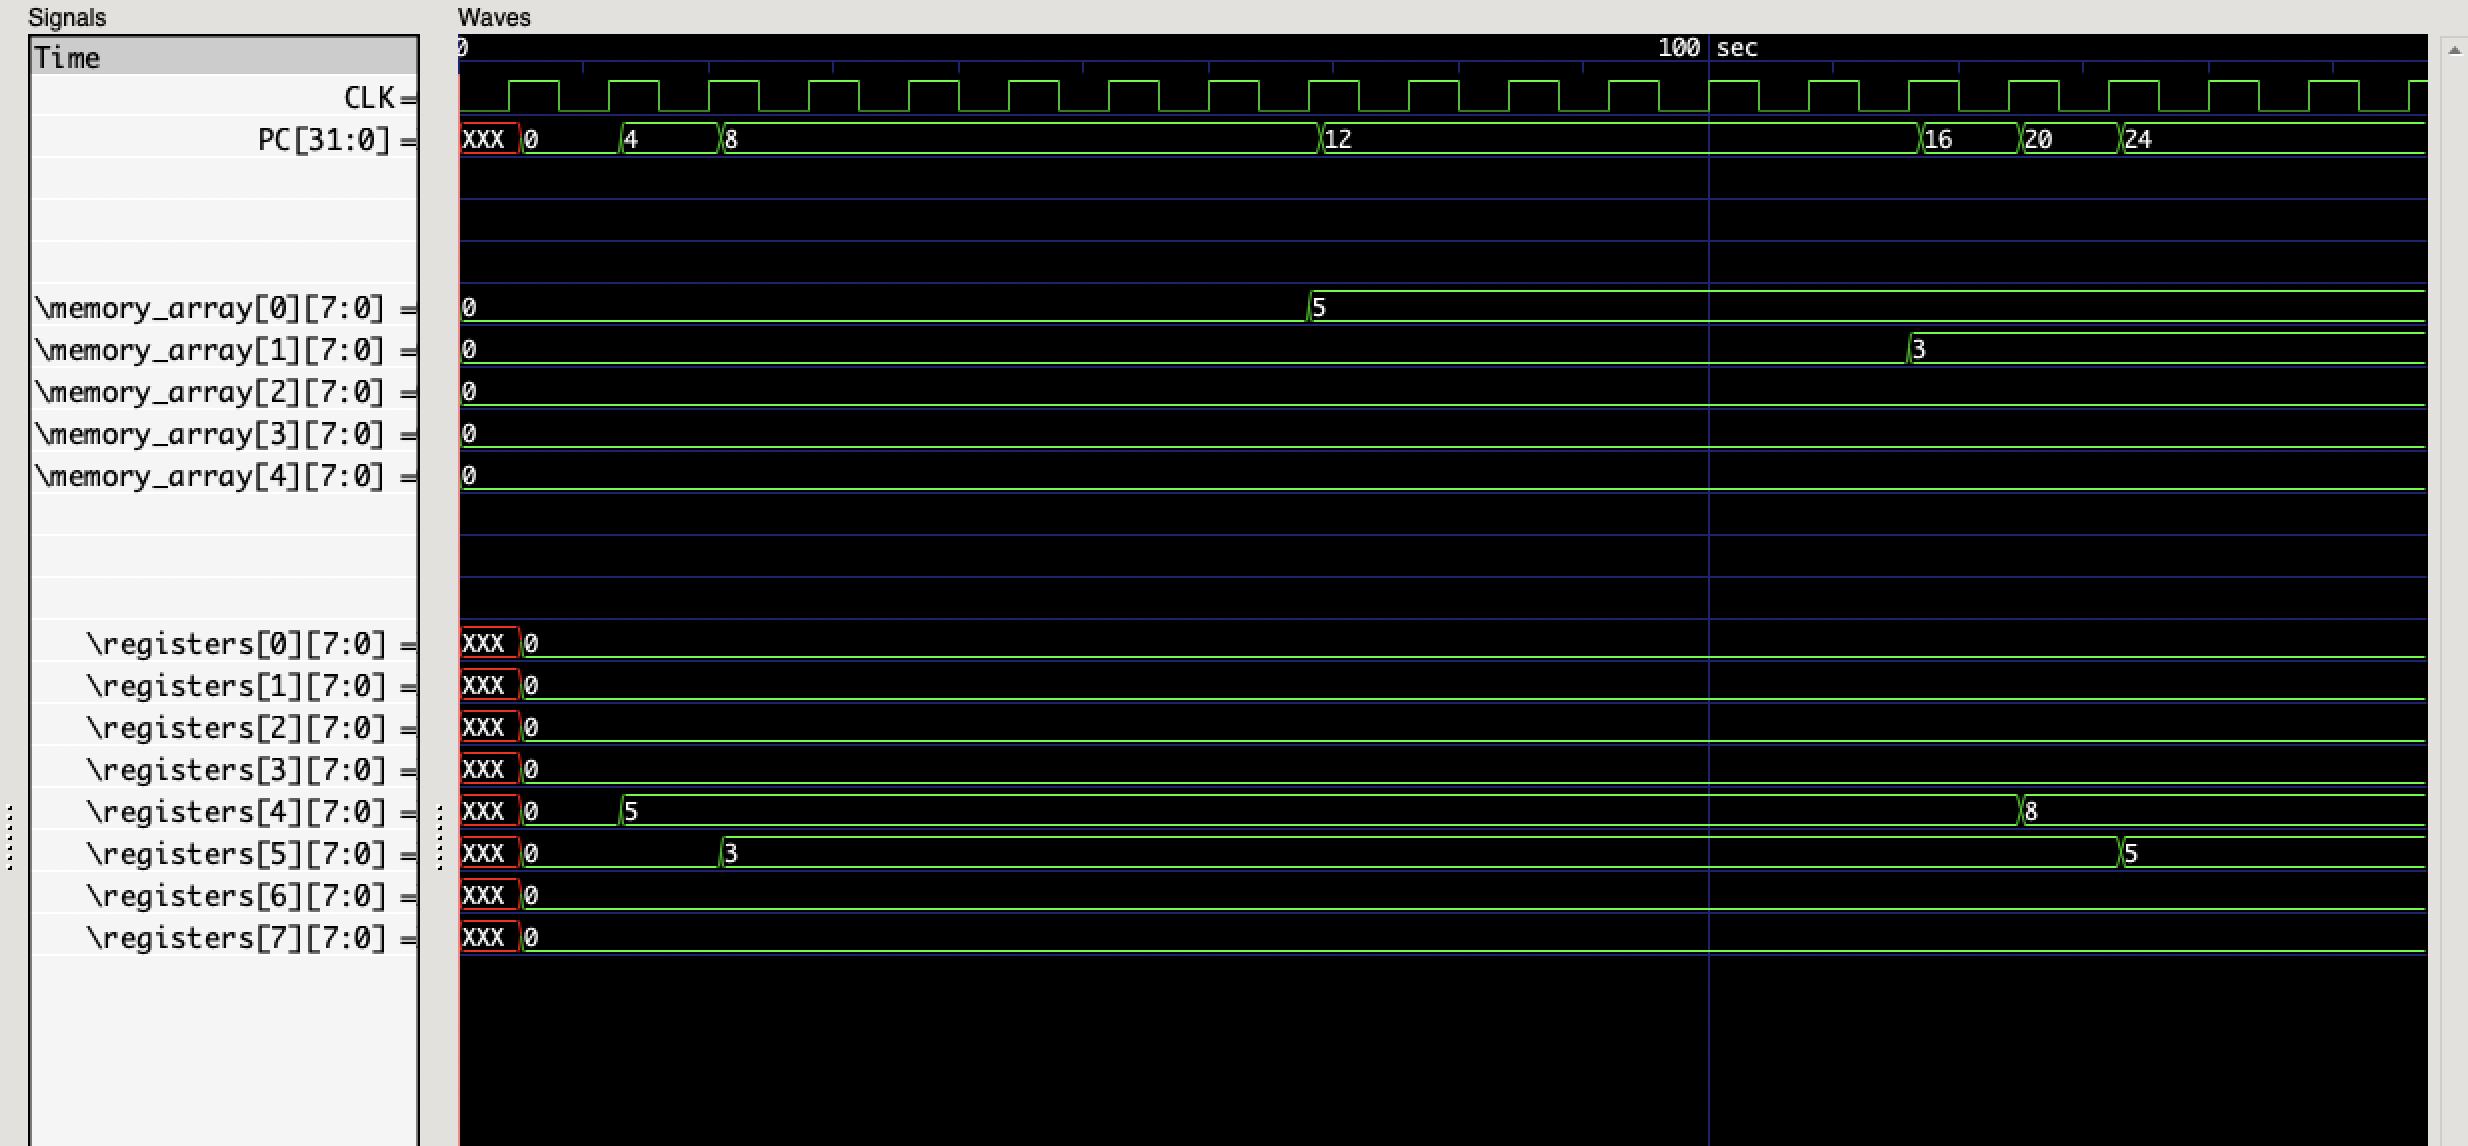 Signals Waves
Time 0 100 sec
CLK=
PC[31:0] = XXX 0 4 8 12 16 20 24
\memory_array[0][7:0] = 0 5
\memory_array[1][7:0] = 0 3
\memory_array[2][7:0] = 0
\memory_array[3][7:0] = 0
\memory_array[4][7:0] = 0
\registers[0][7:0] = XXX 0
\registers[1][7:0] = XXX 0
\registers[2][7:0] = XXX 0
\registers[3][7:0] = XXX 0
\registers[4][7:0] = XXX 0 5 8
\registers[5][7:0] = XXX 0 3 5
\registers[6][7:0] = XXX 0
\registers[7][7:0] = XXX 0